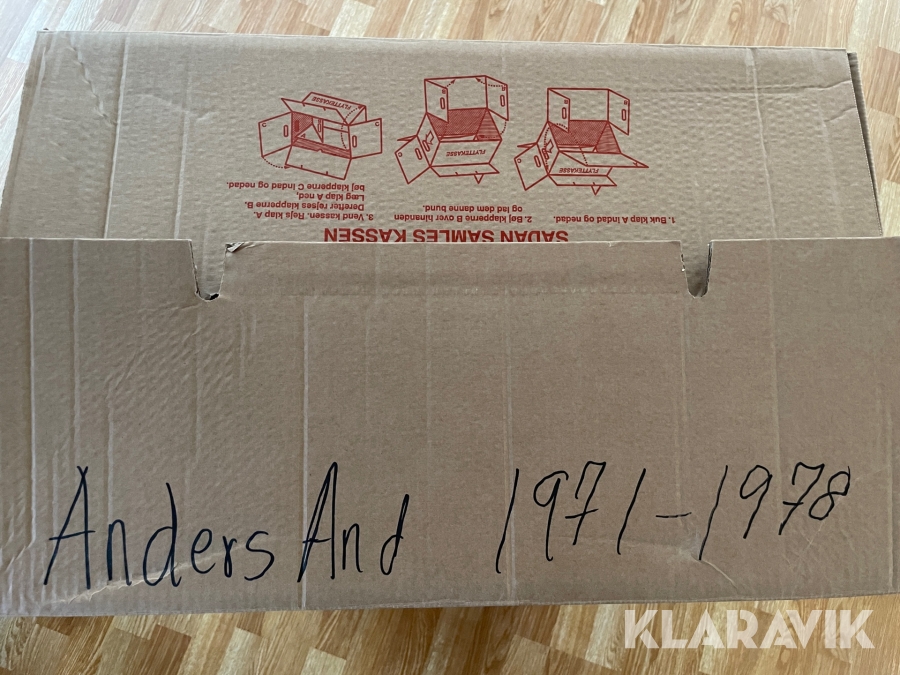 SÅDAN SAMLES KASSEN
1. Buk klap A indad og nedad.
2. Bøj klapperne B over hinanden
og lad dem danne bund.
3. Vend kassen. Rejs klap A.
Derefter rejses klapperne B.
Læg klap A ned,
bøj klapperne C indad og nedad.
FLYTTEKASSE
FLYTTEKASSE
FLYTTEKASSE
Anders And 1971-1978
KLARAVIK